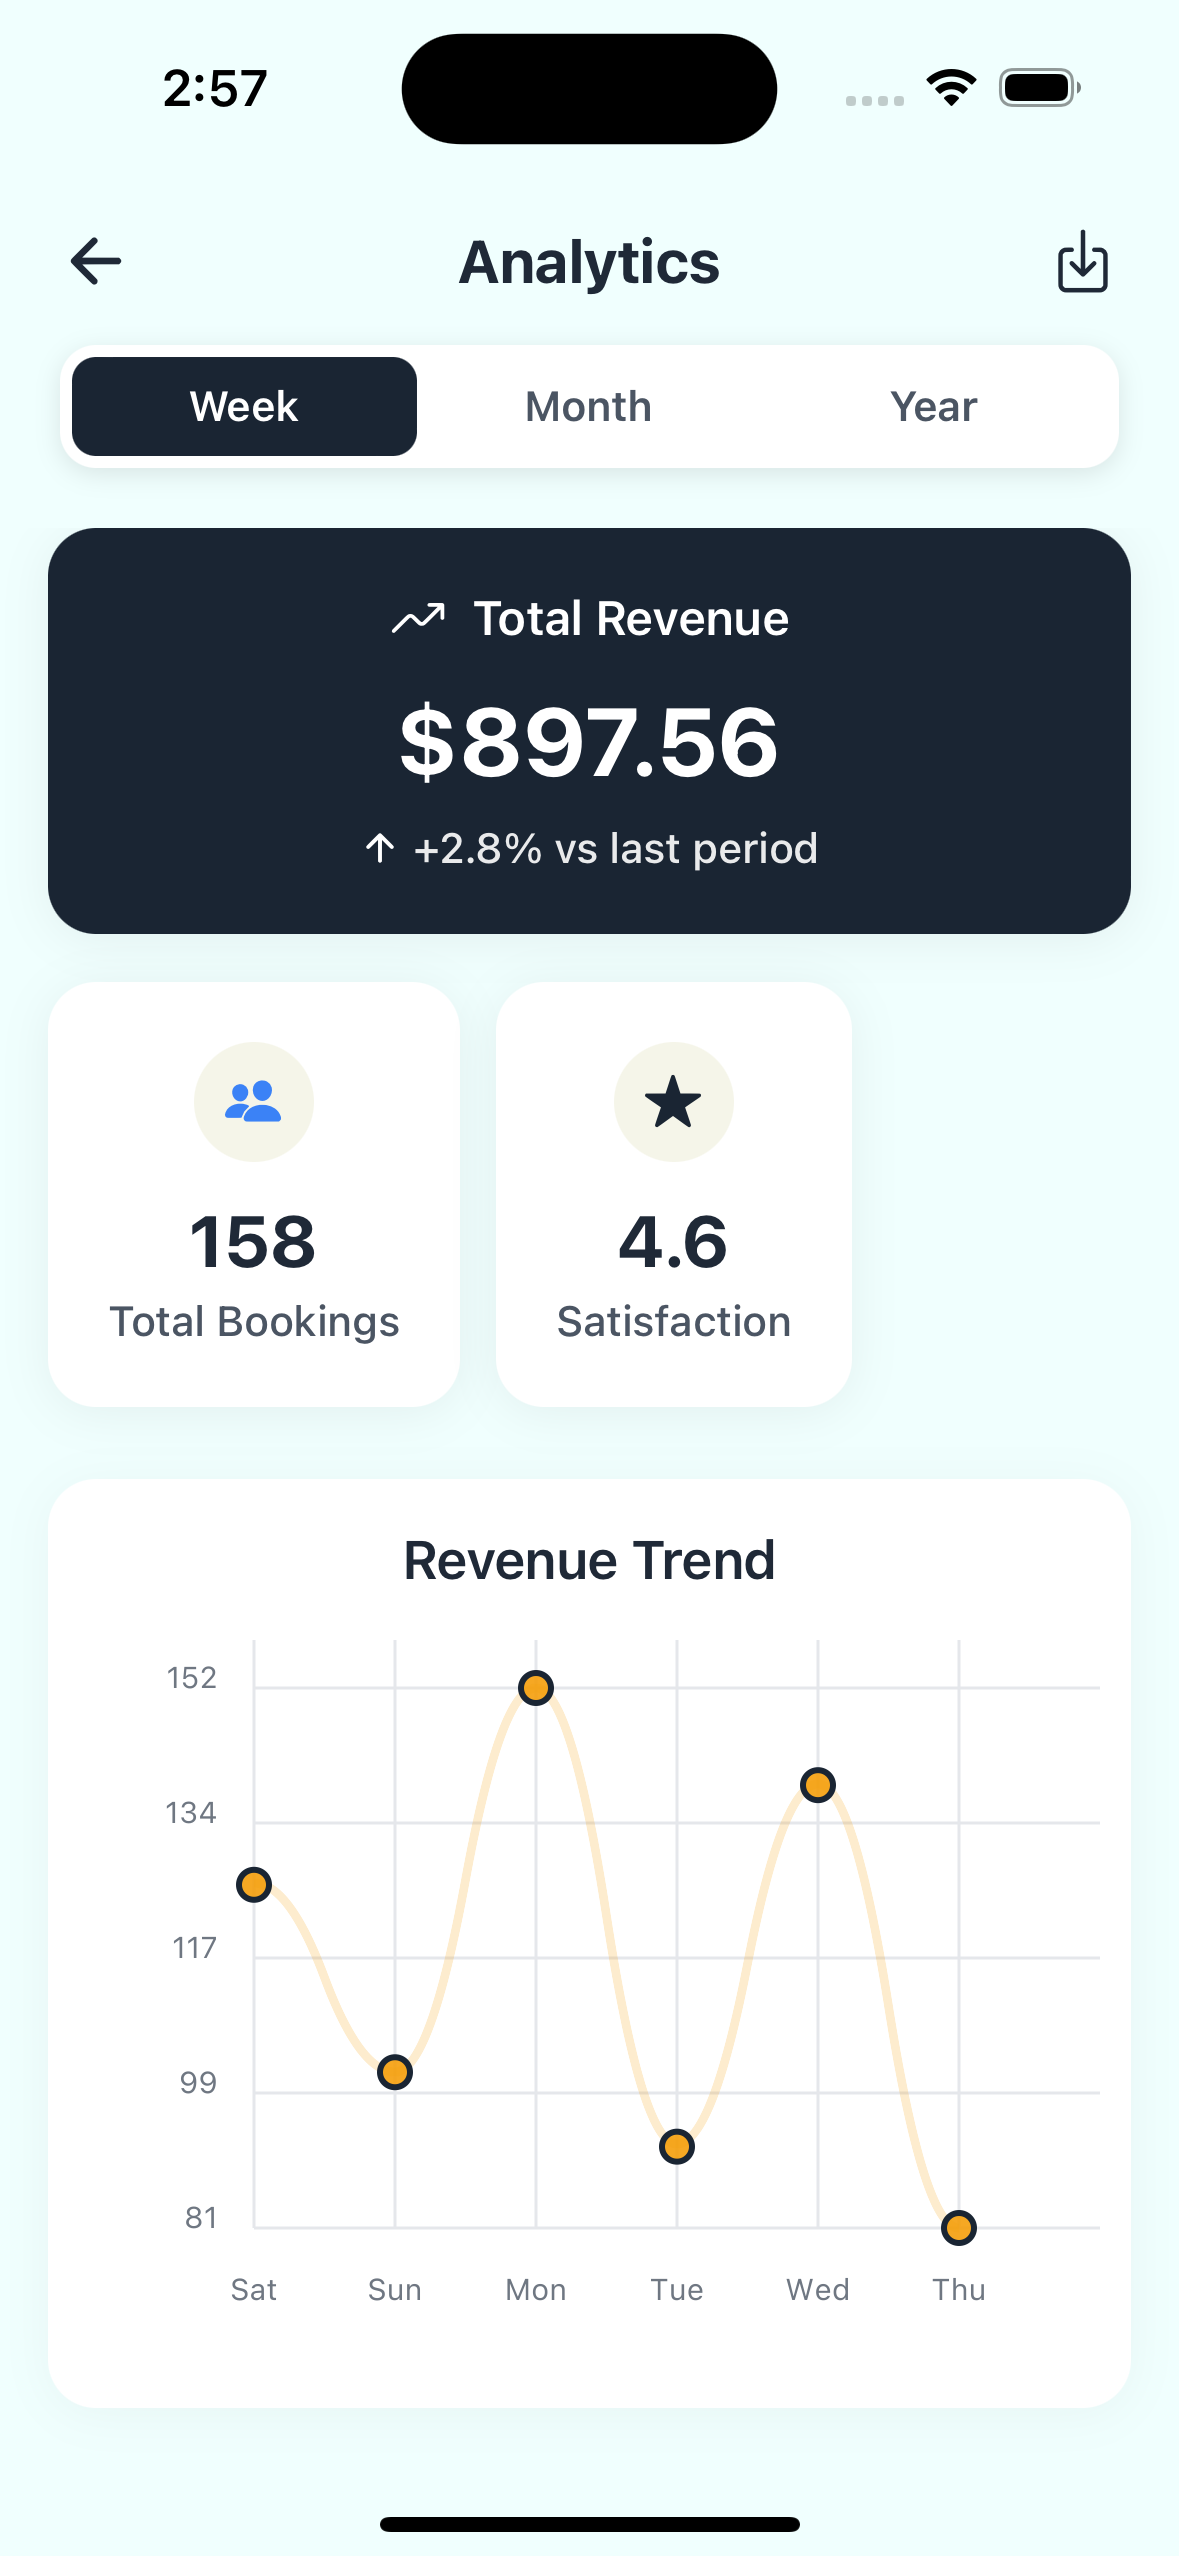 2:57
Analytics
Week Month Year
Total Revenue
$897.56
+2.8% vs last period
158
Total Bookings
4.6
Satisfaction
Revenue Trend
152
134
117
99
81
Sat Sun Mon Tue Wed Thu